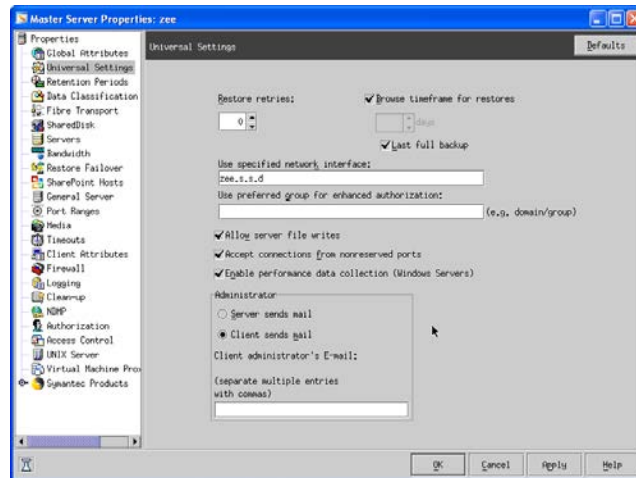 Master Server Properties: zee
Properties
Global Attributes
Universal Settings
Retention Periods
Data Classification
Fibre Transport
SharedDisk
Servers
Bandwidth
Restore Failover
SharePoint Hosts
General Server
Port Ranges
Media
Timeouts
Client Attributes
Firewall
Logging
Clean-up
NDMP
Authorization
Access Control
UNIX Server
Virtual Machine Prox
Symantec Products
Universal Settings
Defaults
Restore retries:
0
Browse timeframe for restores
days
Last full backup
Use specified network interface:
zee.s.s.d
Use preferred group for enhanced authorization:
(e.g. domain/group)
Allow server file writes
Accept connections from nonreserved ports
Enable performance data collection (Windows Servers)
Administrator
Server sends mail
Client sends mail
Client administrator's E-mail:
(separate multiple entries
with commas)
OK
Cancel
Apply
Help